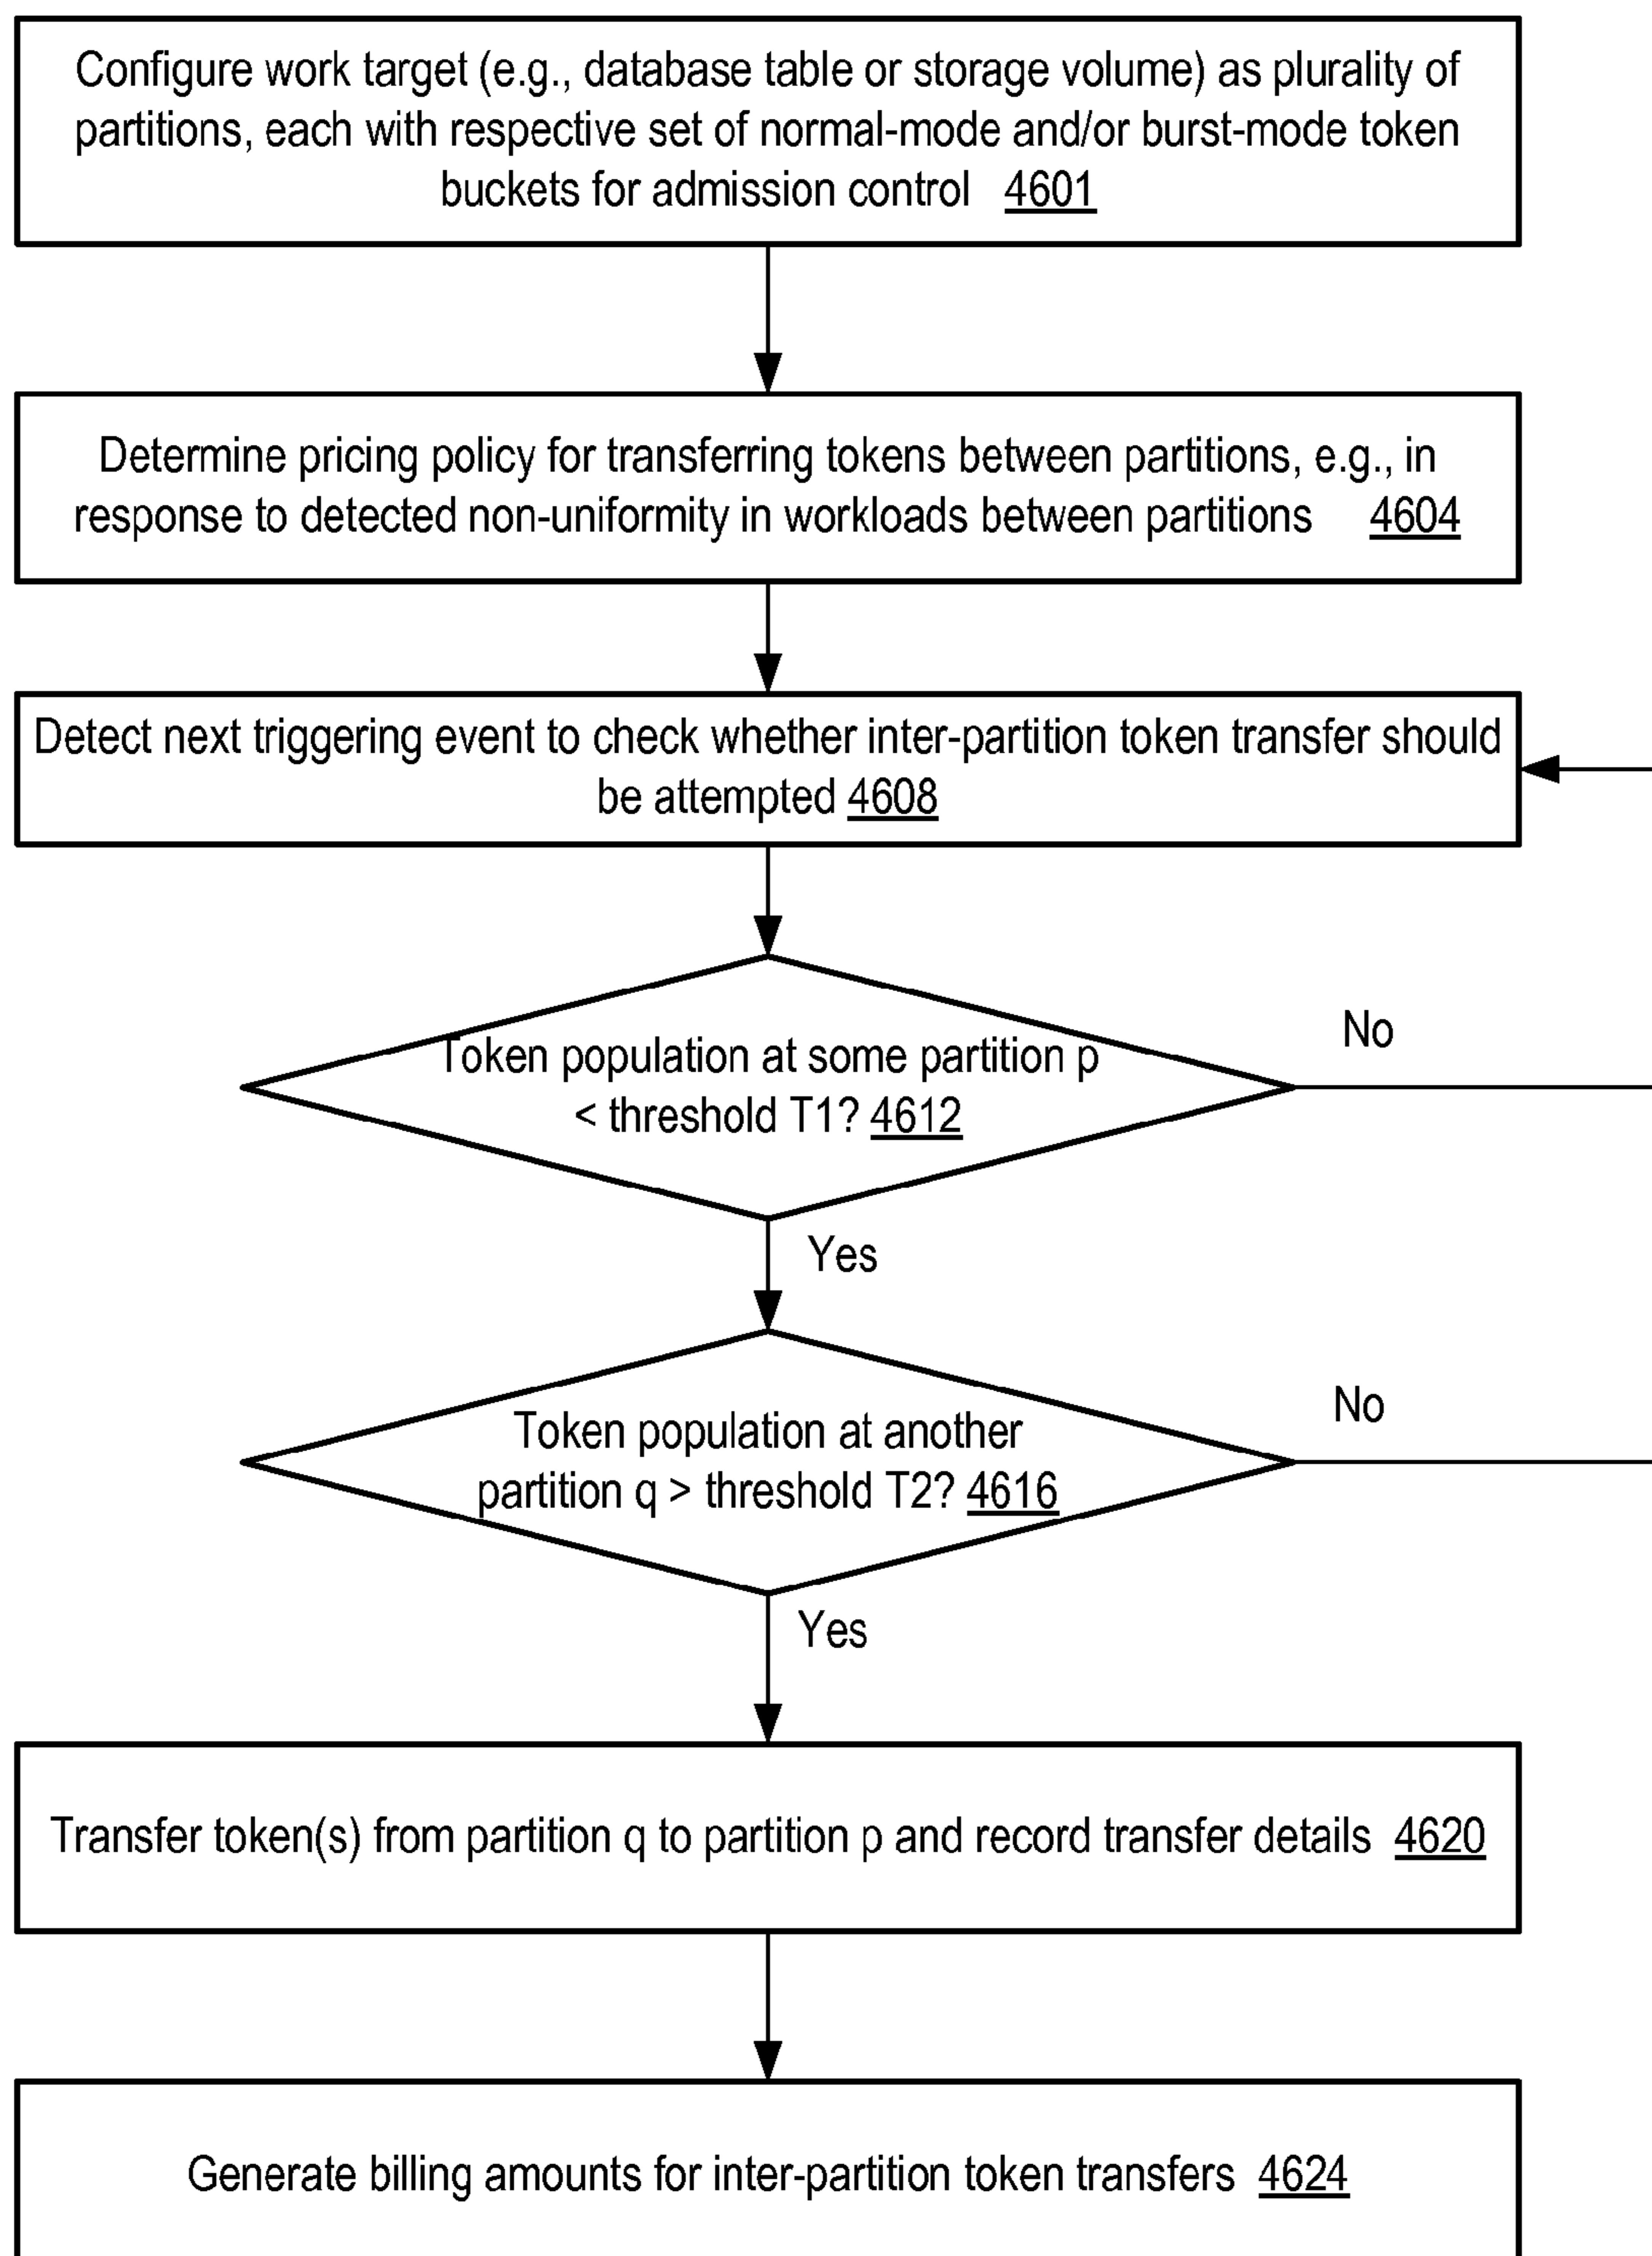 Configure work target (e.g., database table or storage volume) as plurality of
partitions, each with respective set of normal-mode and/or burst-mode token
buckets for admission control 4601
Determine pricing policy for transferring tokens between partitions, e.g., in
response to detected non-uniformity in workloads between partitions 4604
Detect next triggering event to check whether inter-partition token transfer should
be attempted 4608
Token population at some partition p
< threshold T1? 4612
No
Yes
Token population at another
partition q > threshold T2? 4616
No
Yes
Transfer token(s) from partition q to partition p and record transfer details 4620
Generate billing amounts for inter-partition token transfers 4624